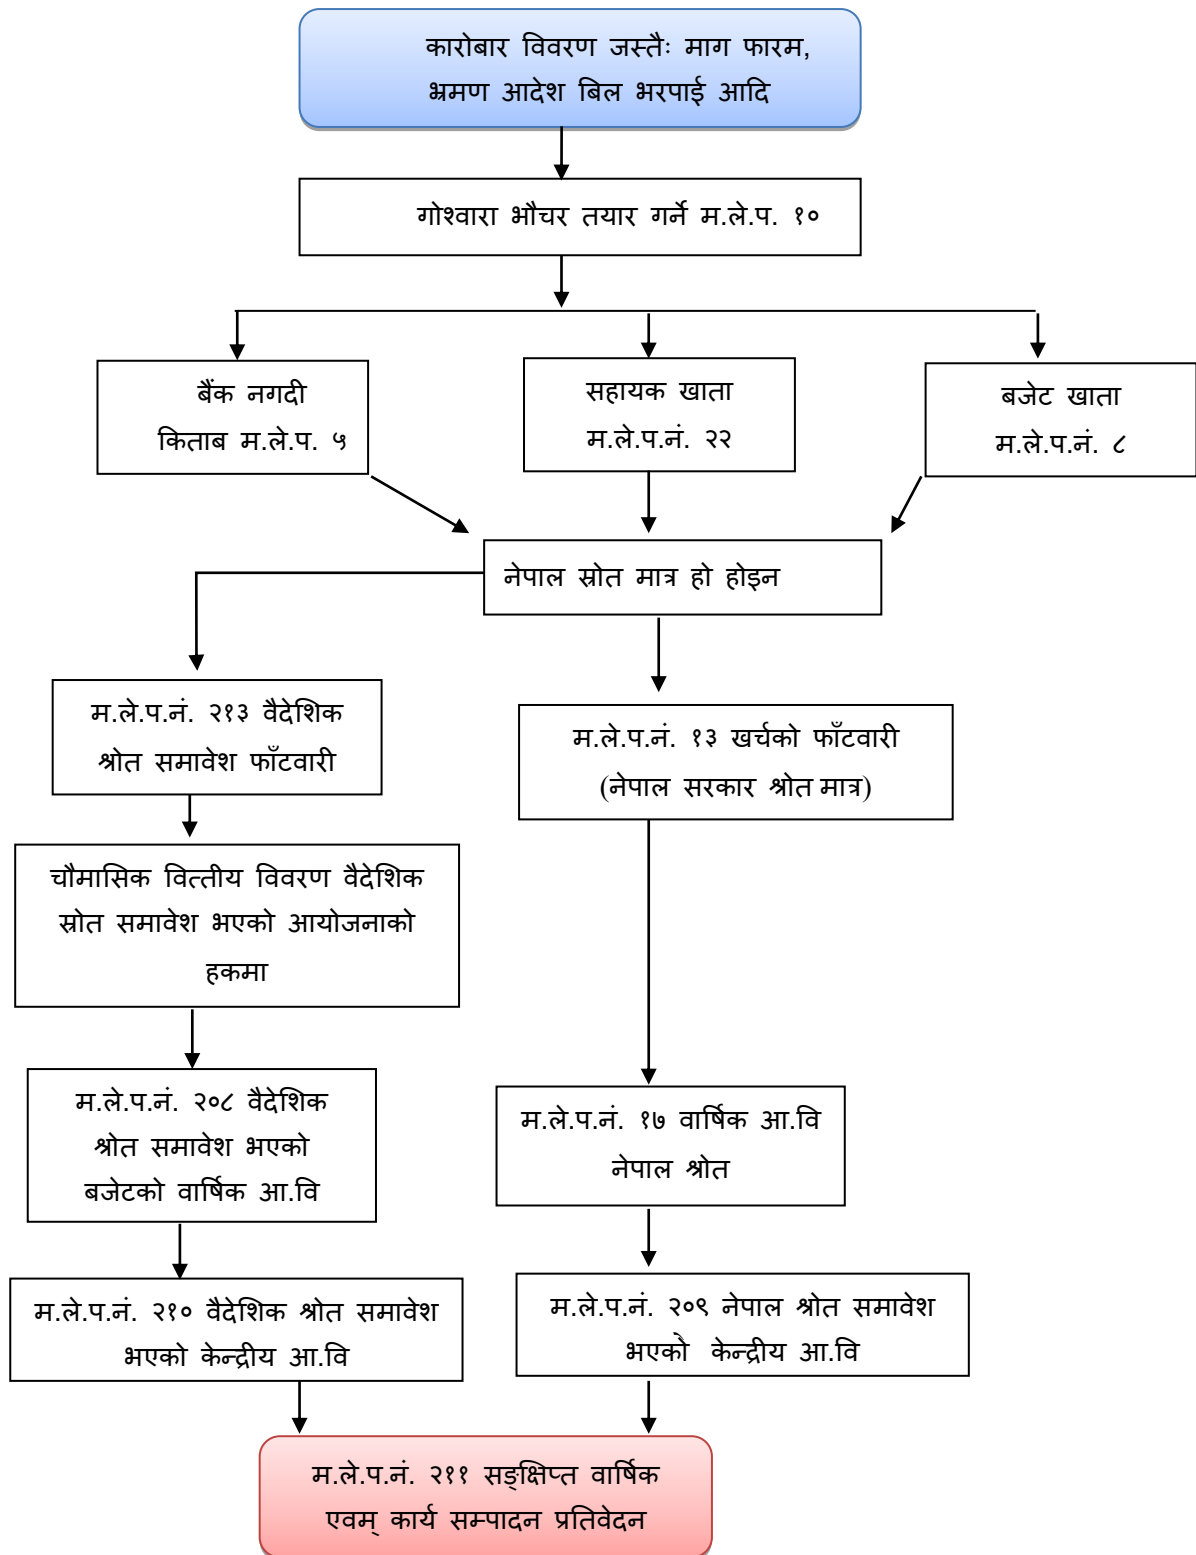 कारोबार विवरण जस्तैः माग फारम,
भ्रमण आदेश बिल भरपाई आदि
गोश्वारा भौचर तयार गर्ने म.ले.प. १०
बैंक नगदी
किताब म.ले.प. ५
सहायक खाता
म.ले.प.नं. २२
बजेट खाता
म.ले.प.नं. ८
नेपाल स्रोत मात्र हो होइन
म.ले.प.नं. २१३ वैदेशिक
श्रोत समावेश फाँटवारी
म.ले.प.नं. १३ खर्चको फाँटवारी
(नेपाल सरकार श्रोत मात्र)
चौमासिक वित्तीय विवरण वैदेशिक
स्रोत समावेश भएको आयोजनाको
हकमा
म.ले.प.नं. २०८ वैदेशिक
श्रोत समावेश भएको
बजेटको वार्षिक आ.वि
म.ले.प.नं. १७ वार्षिक आ.वि
नेपाल श्रोत
म.ले.प.नं. २१० वैदेशिक श्रोत समावेश
भएको केन्द्रीय आ.वि
म.ले.प.नं. २०९ नेपाल श्रोत समावेश
भएको केन्द्रीय आ.वि
म.ले.प.नं. २११ सङ्क्षिप्त वार्षिक
एवम् कार्य सम्पादन प्रतिवेदन